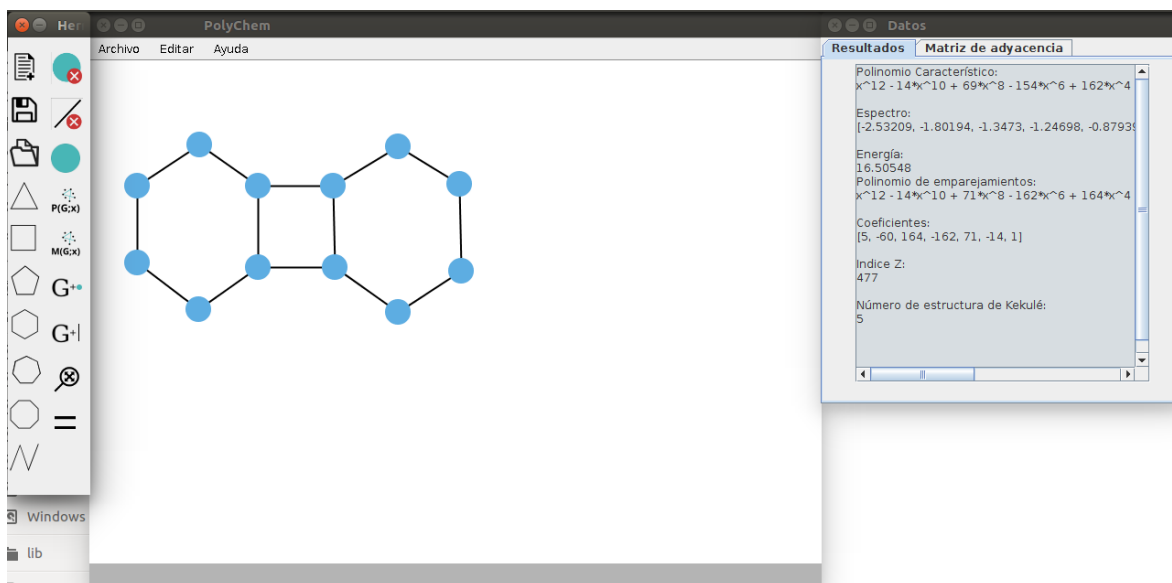 Her
PolyChem
Datos
Archivo Editar Ayuda
Resultados Matriz de adyacencia
Polinomio Característico:
x^12 - 14*x^10 + 69*x^8 - 154*x^6 + 162*x^4
Espectro:
[-2.53209, -1.80194, -1.3473, -1.24698, -0.87939
Energía:
16.50548
Polinomio de emparejamientos:
x^12 - 14*x^10 + 71*x^8 - 162*x^6 + 164*x^4
Coeficientes:
[5, -60, 164, -162, 71, -14, 1]
Indice Z:
477
Número de estructura de Kekulé:
5
P(G;x)
M(G;x)
G+
G+|
Windows
lib